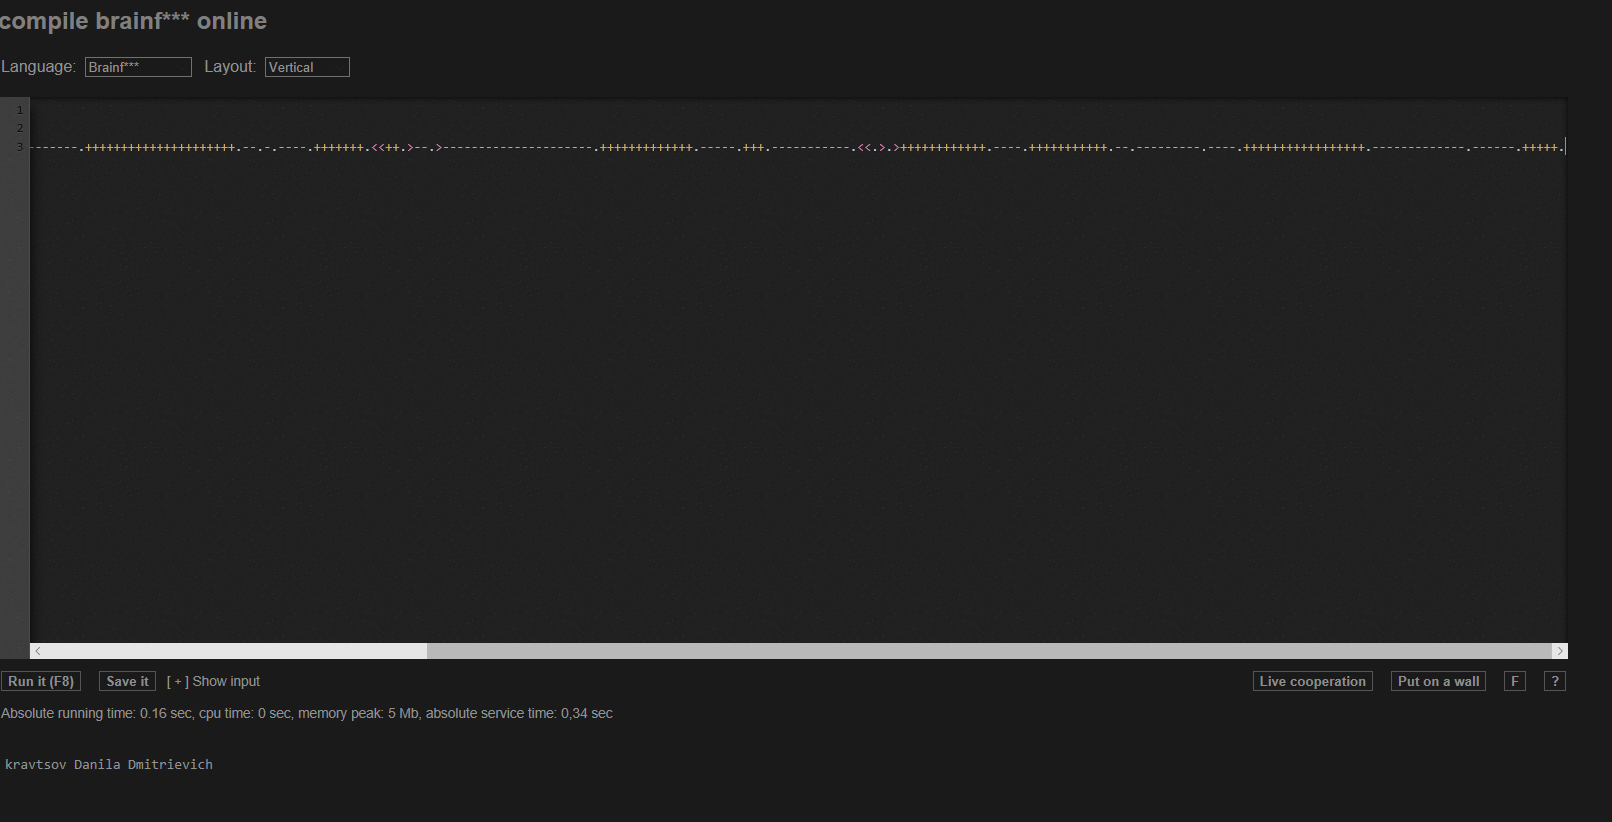 compile brainf*** online
Language: Brainf*** Layout: Vertical
1
2
3
< >
Run it (F8) Save it [ + ] Show input Live cooperation Put on a wall F ?
Absolute running time: 0.16 sec, cpu time: 0 sec, memory peak: 5 Mb, absolute service time: 0,34 sec
kravtsov Danila Dmitrievich